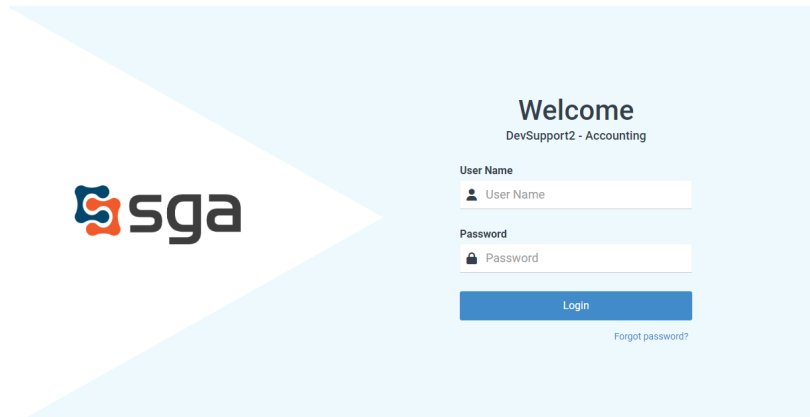 sga
Welcome
DevSupport2 - Accounting
User Name
User Name
Password
Password
Login
Forgot password?